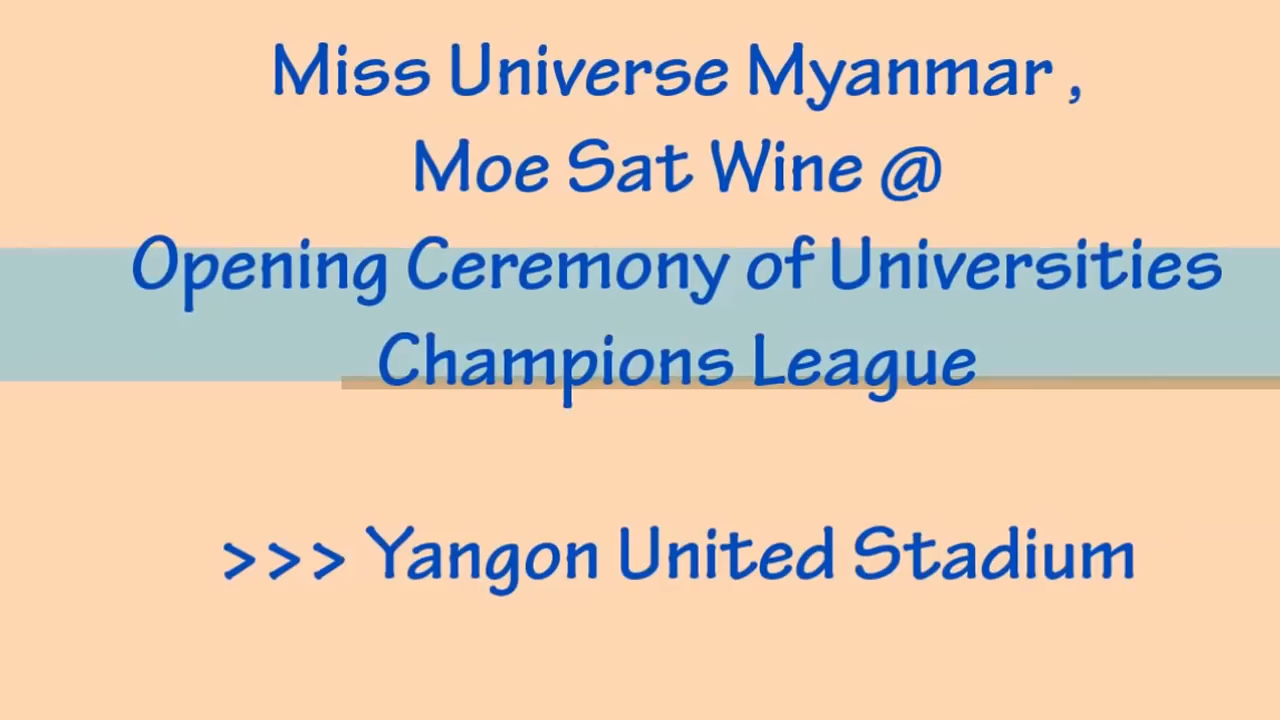 Miss Universe Myanmar ,
Moe Sat Wine @
Opening Ceremony of Universities
Champions League
>>> Yangon United Stadium